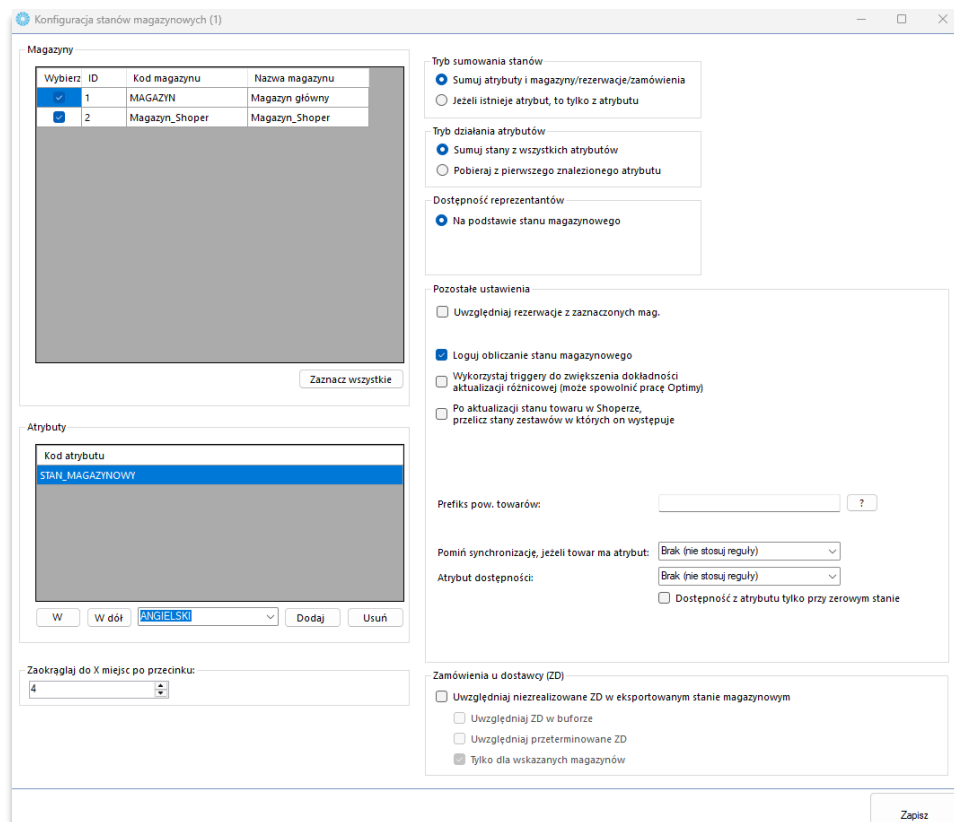 Konfiguracja stanów magazynowych (1)
Magazyny
Wybierz ID Kod magazynu Nazwa magazynu
1 MAGAZYN Magazyn główny
2 Magazyn_Shoper Magazyn_Shoper
Zaznacz wszystkie
Atrybuty
Kod atrybutu
STAN_MAGAZYNOWY
W W dół ANGIELSKI Dodaj Usuń
Zaokrąglaj do X miejsc po przecinku:
4
Tryb sumowania stanów
Sumuj atrybuty i magazyny/rezerwacje/zamówienia
Jeżeli istnieje atrybut, to tylko z atrybutu
Tryb działania atrybutów
Sumuj stany z wszystkich atrybutów
Pobieraj z pierwszego znalezionego atrybutu
Dostępność reprezentantów
Na podstawie stanu magazynowego
Pozostałe ustawienia
Uwzględniaj rezerwacje z zaznaczonych mag.
Loguj obliczanie stanu magazynowego
Wykorzystaj triggery do zwiększenia dokładności
aktualizacji różnicowej (może spowolnić pracę Optimy)
Po aktualizacji stanu towaru w Shoperze,
przelicz stany zestawów w których on występuje
Prefiks pow. towarów: ?
Pomiń synchronizację, jeżeli towar ma atrybut: Brak (nie stosuj reguły)
Atrybut dostępności: Brak (nie stosuj reguły)
Dostępność z atrybutu tylko przy zerowym stanie
Zamówienia u dostawcy (ZD)
Uwzględniaj niezrealizowane ZD w eksportowanym stanie magazynowym
Uwzględniaj ZD w buforze
Uwzględniaj przeterminowane ZD
Tylko dla wskazanych magazynów
Zapisz